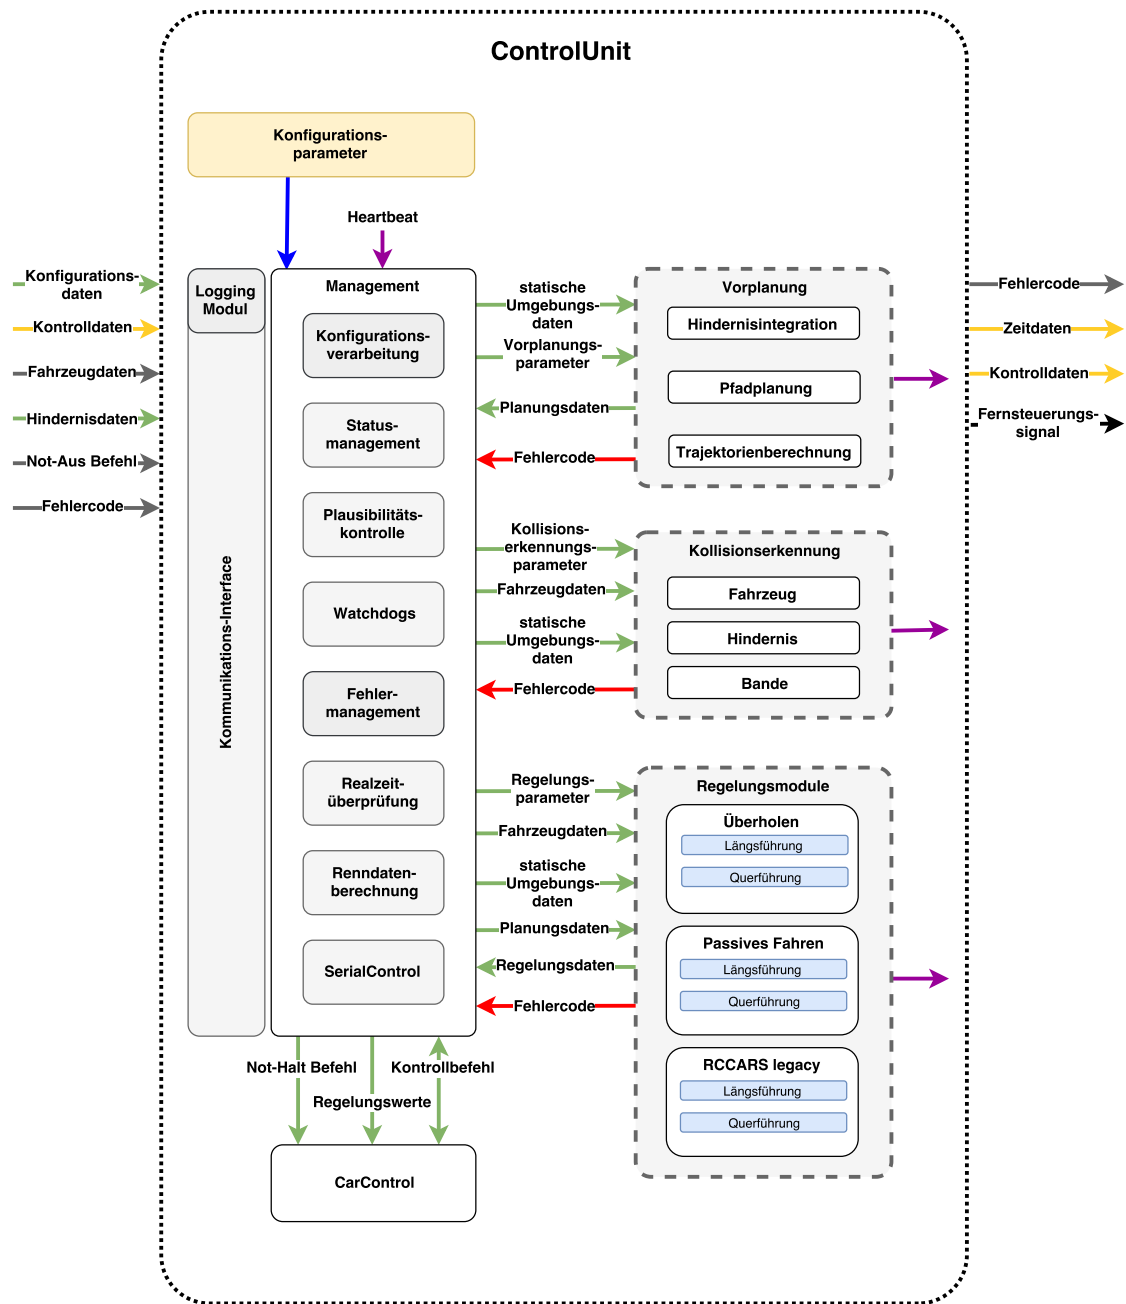 ControlUnit
Konfigurations-
parameter
Heartbeat
Konfigurations-
daten
Kontrolldaten
Fahrzeugdaten
Hindernisdaten
Not-Aus Befehl
Fehlercode
Logging
Modul
Kommunikations-Interface
Management
Konfigurations-
verarbeitung
Status-
management
Plausibilitäts-
kontrolle
Watchdogs
Fehler-
management
Realzeit-
überprüfung
Renndaten-
berechnung
SerialControl
statische
Umgebungs-
daten
Vorplanungs-
parameter
Planungsdaten
Fehlercode
Kollisions-
erkennungs-
parameter
Fahrzeugdaten
statische
Umgebungs-
daten
Fehlercode
Regelungs-
parameter
Fahrzeugdaten
statische
Umgebungs-
daten
Planungsdaten
Regelungsdaten
Fehlercode
Vorplanung
Hindernisintegration
Pfadplanung
Trajektorienberechnung
Kollisionserkennung
Fahrzeug
Hindernis
Bande
Regelungsmodule
Überholen
Längsführung
Querführung
Passives Fahren
Längsführung
Querführung
RCCARS legacy
Längsführung
Querführung
Fehlercode
Zeitdaten
Kontrolldaten
Fernsteuerungs-
signal
Not-Halt Befehl
Kontrollbefehl
Regelungswerte
CarControl